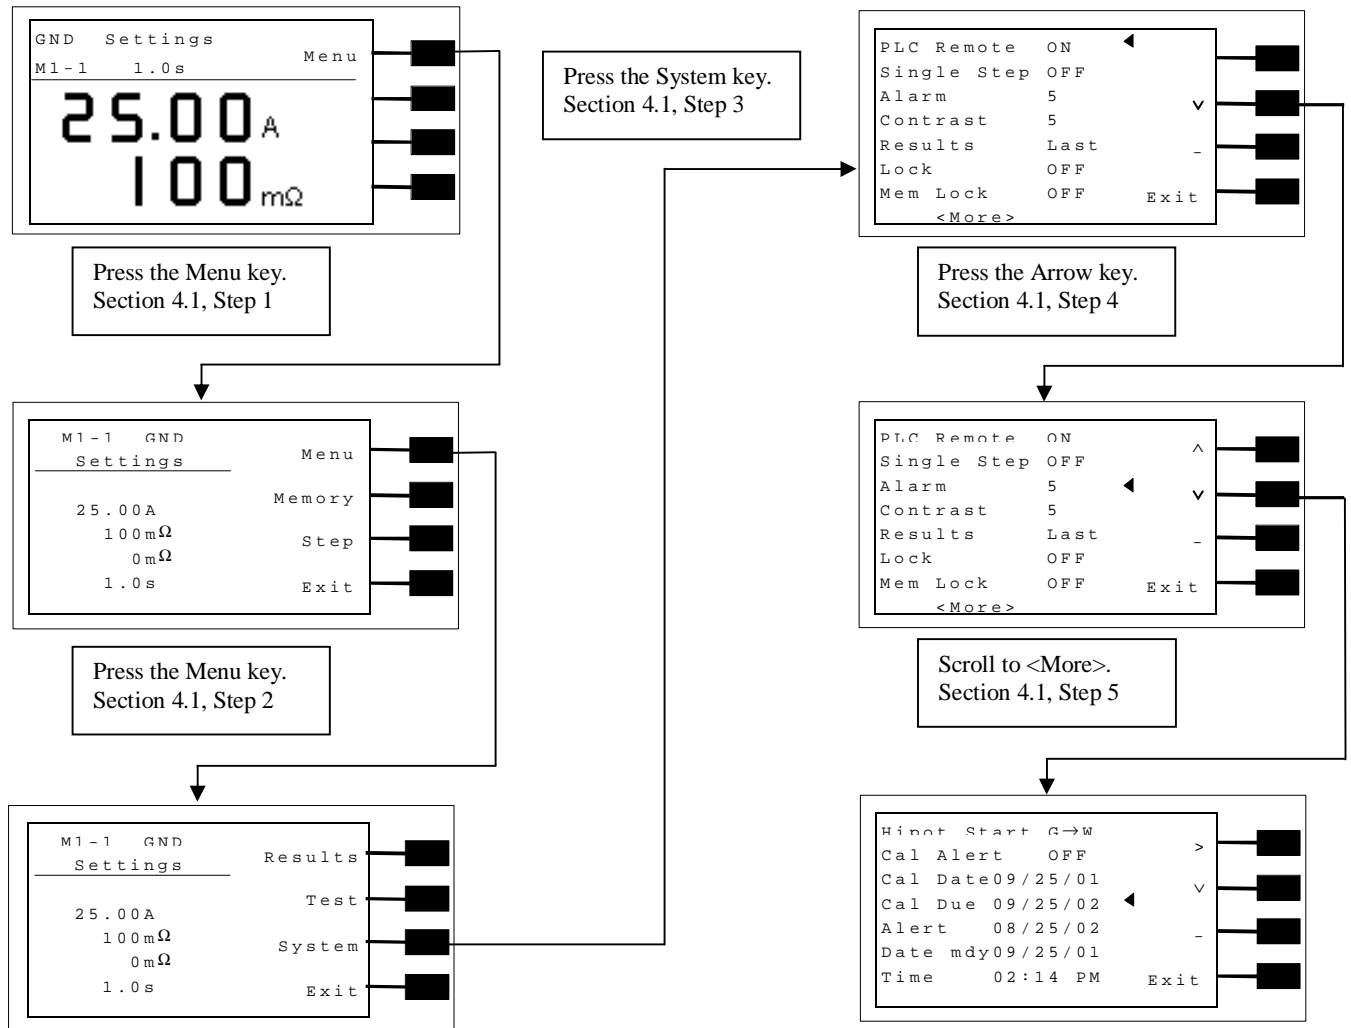 GND Settings
Menu
M1-1 1.0s
25.00A
100mΩ
Press the Menu key.
Section 4.1, Step 1
M1-1 GND
Settings
Menu
Memory
25.00A
100mΩ
Step
0mΩ
1.0s
Exit
Press the Menu key.
Section 4.1, Step 2
M1-1 GND
Settings
Results
Test
25.00A
100mΩ
System
0mΩ
1.0s
Exit
Press the System key.
Section 4.1, Step 3
PLC Remote ON
Single Step OFF
Alarm 5
Contrast 5
Results Last
Lock OFF
Mem Lock OFF
Exit
<More>
v
–
Press the Arrow key.
Section 4.1, Step 4
PLC Remote ON
Single Step OFF
Alarm 5
Contrast 5
Results Last
Lock OFF
Mem Lock OFF
Exit
<More>
^
v
–
Scroll to <More>.
Section 4.1, Step 5
Hipot Start G→W
Cal Alert OFF
Cal Date09/25/01
Cal Due 09/25/02
Alert 08/25/02
Date mdy09/25/01
Time 02:14 PM
Exit
>
v
–